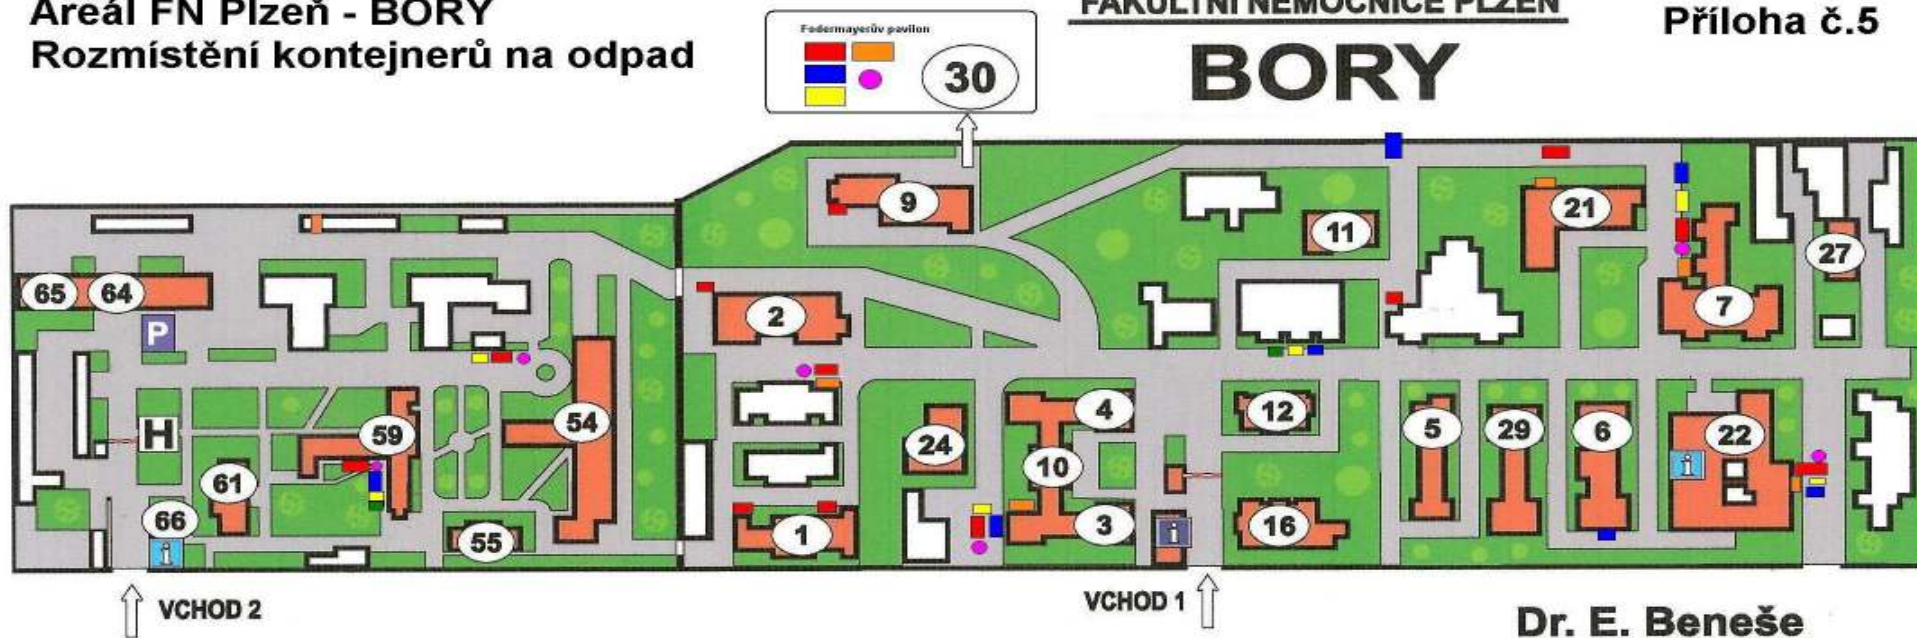 Areál FN Plzeň - BORY
Rozmístění kontejnerů na odpad
FAKULTNÍ NEMOCNICE PLZEŇ
BORY
Příloha č.5
Fodermayerův pavilon
30
9
11
21
27
65
64
2
7
P
4
12
5
29
6
22
54
59
24
10
H
i
61
66
1
3
16
55
i
i
VCHOD 2
VCHOD 1
Dr. E. Beneše